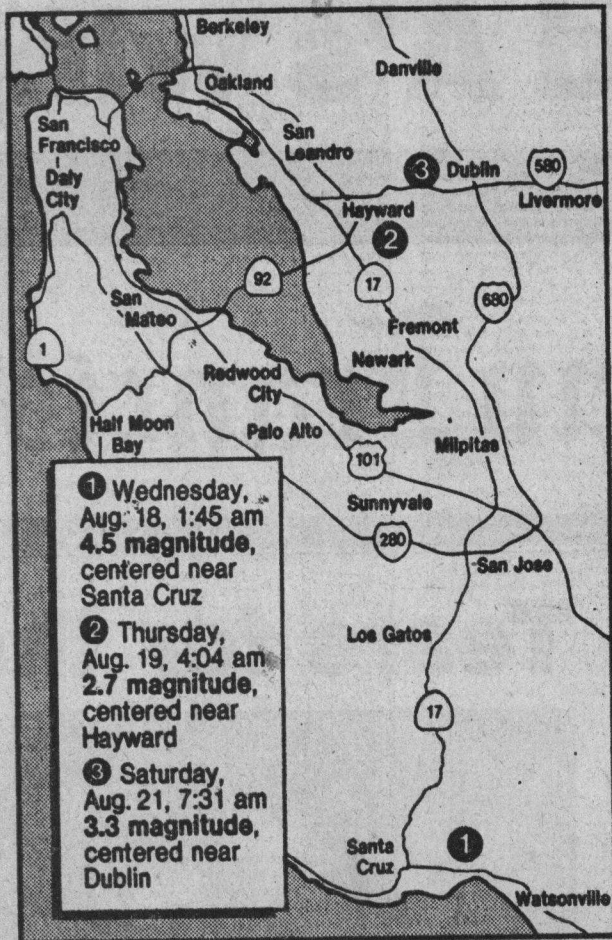 Berkeley
Oakland
Danville
San
Francisco
San
Leandro
3
Dublin
580
Livermore
Daly
City
Hayward
2
92
17
680
San
Mateo
1
Fremont
Newark
Redwood
City
Half Moon
Bay
Palo Alto
Milpitas
101
Sunnyvale
280
San Jose
Los Gatos
17
Santa
Cruz
1
Watsonville
1 Wednesday,
Aug. 18, 1:45 am
4.5 magnitude,
centered near
Santa Cruz
2 Thursday,
Aug. 19, 4:04 am
2.7 magnitude,
centered near
Hayward
3 Saturday,
Aug. 21, 7:31 am
3.3 magnitude,
centered near
Dublin